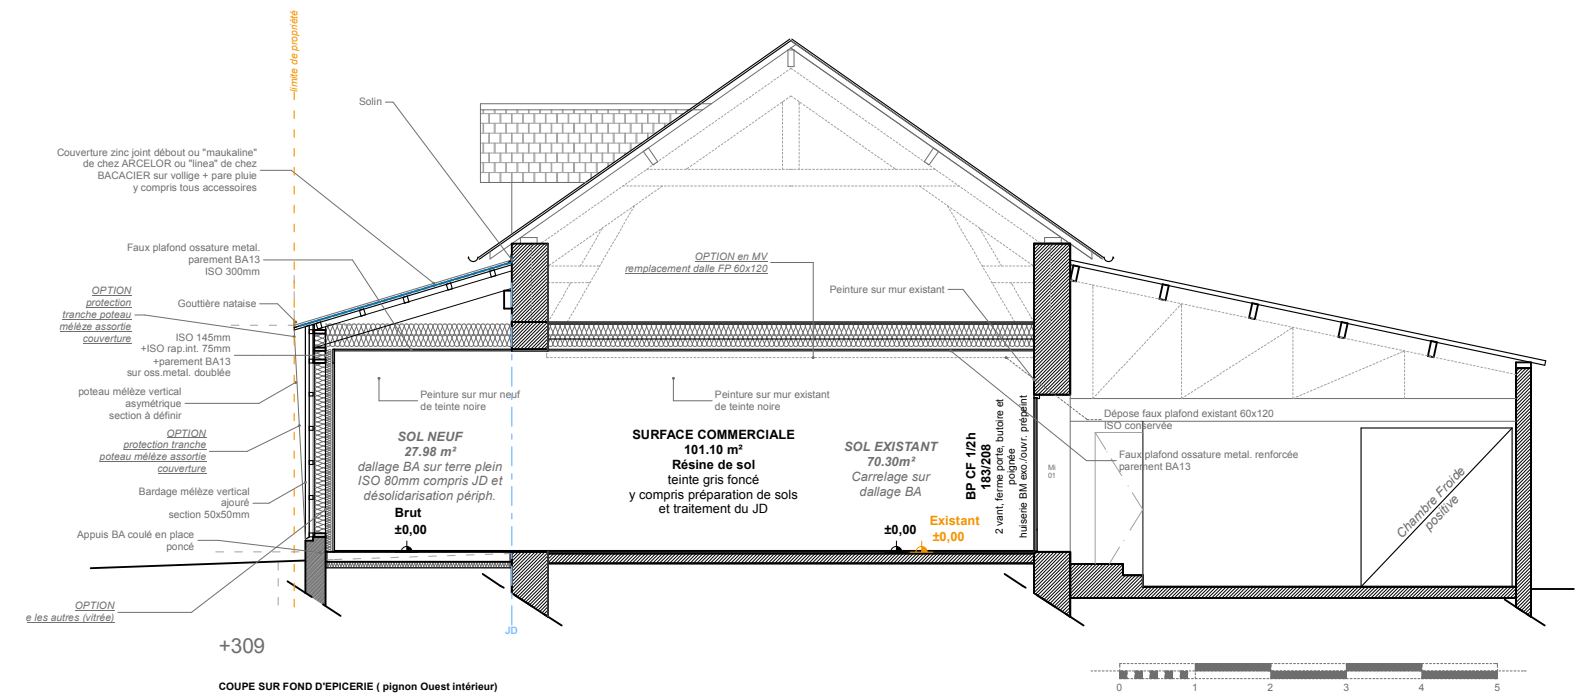 limite de propriété
Solin
Couverture zinc joint débout ou "maukaline"
de chez ARCELOR ou "linea" de chez
BACACIER sur vollige + pare pluie
y compris tous accessoires
Faux plafond ossature metal.
parement BA13
ISO 300mm
OPTION
protection
tranche poteau
mélèze assortie
couverture
Gouttière nataise
ISO 145mm
+ISO rap.int. 75mm
+parement BA13
sur oss.metal. doublée
poteau mélèze vertical
asymétrique
section à définir
OPTION
protection tranche
poteau mélèze assortie
couverture
Bardage mélèze vertical
ajouré
section 50x50mm
Appuis BA coulé en place
poncé
OPTION
e les autres (vitrée)
OPTION en MV
remplacement dalle FP 60x120
Peinture sur mur existant
Peinture sur mur neuf
de teinte noire
Peinture sur mur existant
de teinte noire
SOL NEUF
27.98 m²
dallage BA sur terre plein
ISO 80mm compris JD et
désolidarisation périph.
Brut
±0,00
SURFACE COMMERCIALE
101.10 m²
Résine de sol
teinte gris foncé
y compris préparation de sols
et traitement du JD
SOL EXISTANT
70.30m²
Carrelage sur
dallage BA
±0,00
Existant
±0,00
BP CF 1/2h
183/208
2 vant, ferme porte, butoire et
poignée
huisserie BM exo./ouvr. prépeint
Mi
01
Dépose faux plafond existant 60x120
ISO conservée
Faux plafond ossature metal. renforcée
parement BA13
Chambre Froide
positive
JD
+309
COUPE SUR FOND D'EPICERIE ( pignon Ouest intérieur)
0 1 2 3 4 5